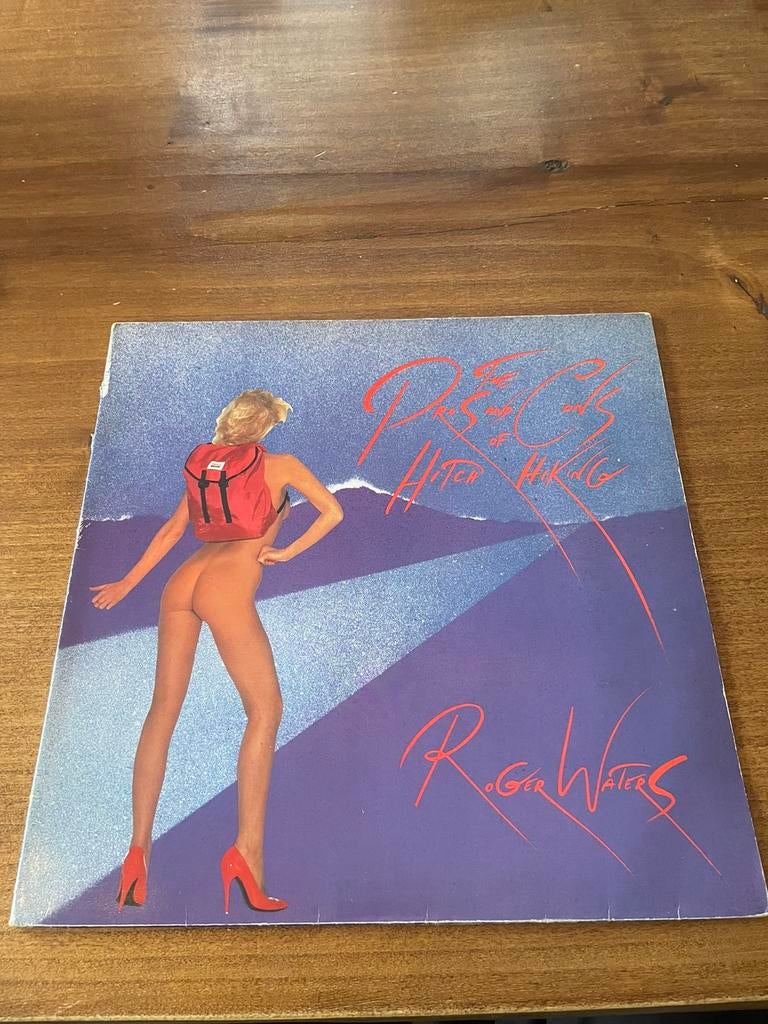 The
Pros and Cons
of
Hitch Hiking
Roger Waters